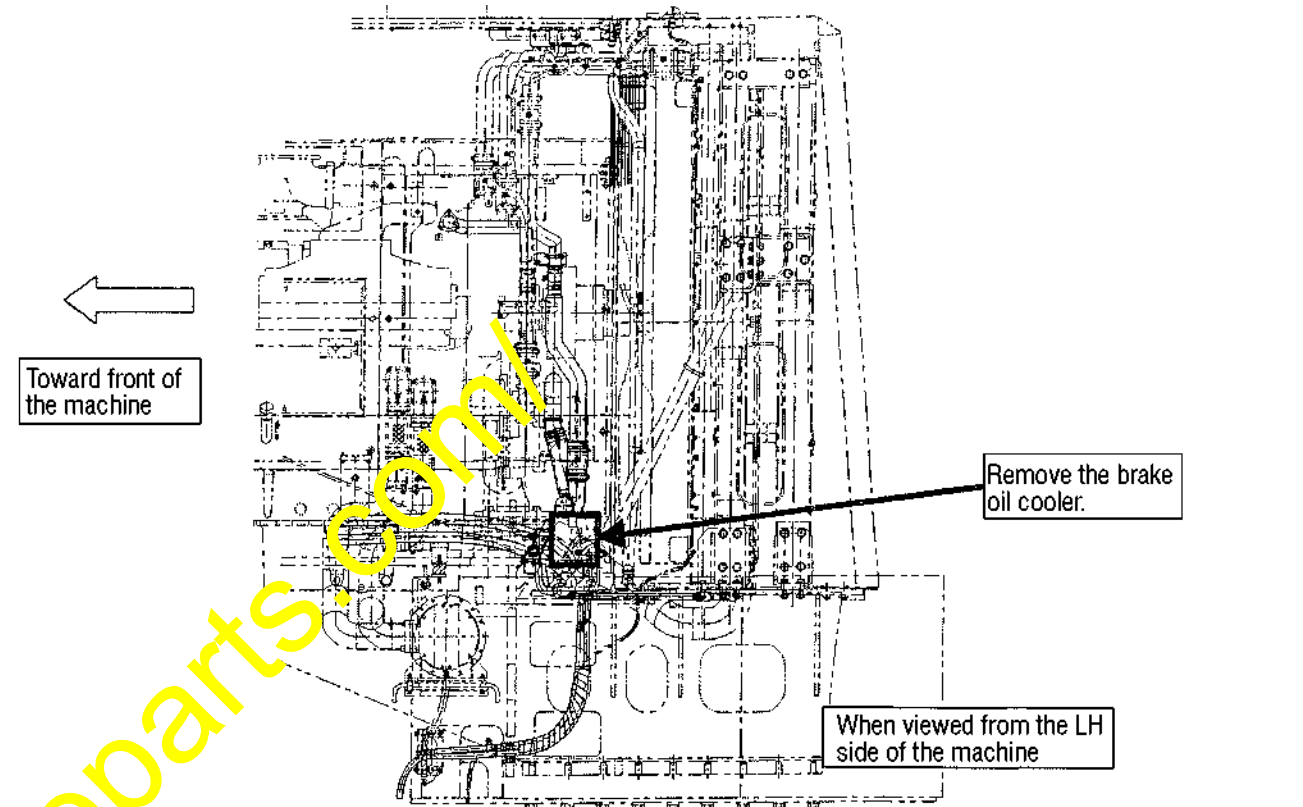 Toward front of
the machine
Remove the brake
oil cooler.
When viewed from the LH
side of the machine
parts.com/